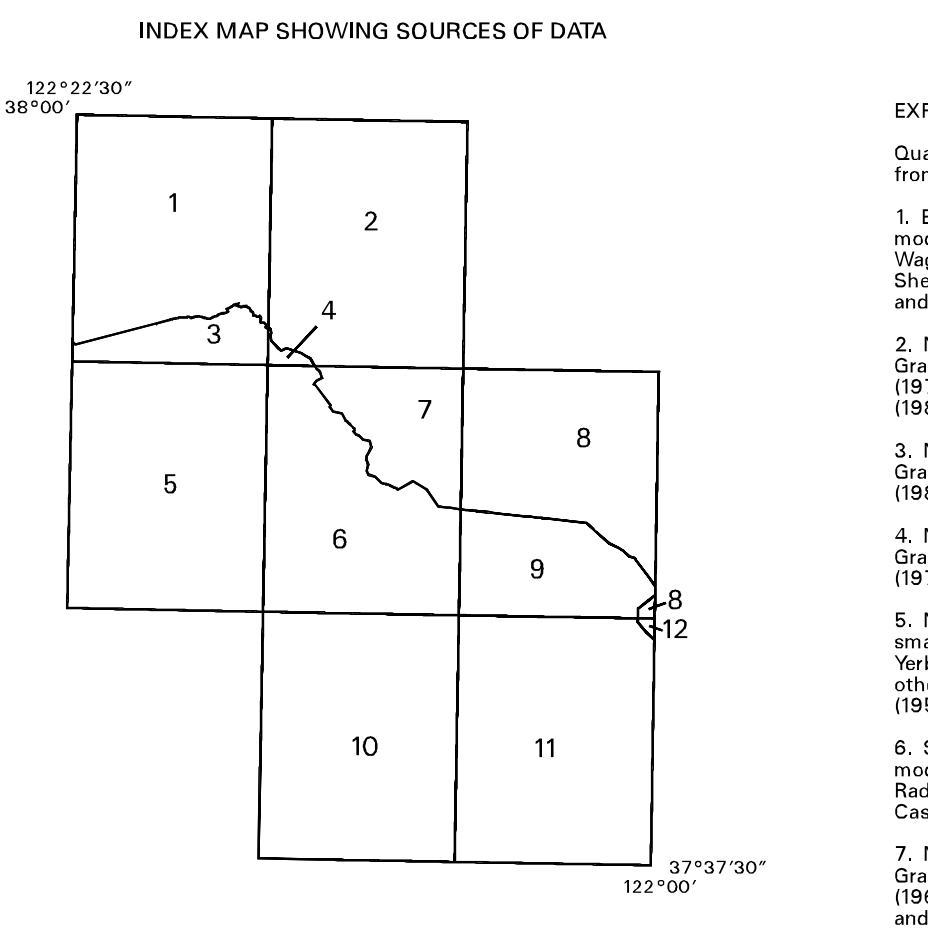 INDEX MAP SHOWING SOURCES OF DATA
122°22′30″
38°00′
1
2
3
4
5
6
7
8
9
8
12
10
11
37°37′30″
122°00′
EXP
Qua
from
1. E
mod
Wag
She
and
2. N
Gra
(197
(198
3. N
Gra
(198
4. N
Gra
(197
5. N
sma
Yerb
othe
(195
6. S
mod
Rad
Cas
7. N
Gra
(196
and